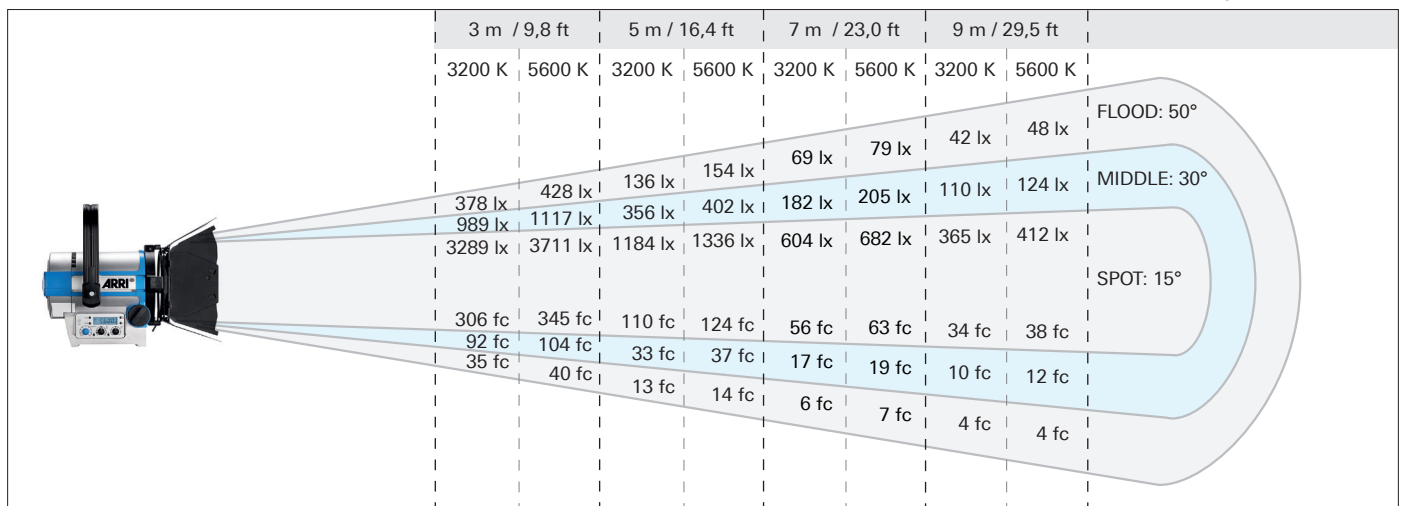 3 m / 9,8 ft 5 m / 16,4 ft 7 m / 23,0 ft 9 m / 29,5 ft
3200 K 5600 K 3200 K 5600 K 3200 K 5600 K 3200 K 5600 K
FLOOD: 50°
378 lx 428 lx 136 lx 154 lx 69 lx 79 lx 42 lx 48 lx
MIDDLE: 30°
989 lx 1117 lx 356 lx 402 lx 182 lx 205 lx 110 lx 124 lx
3289 lx 3711 lx 1184 lx 1336 lx 604 lx 682 lx 365 lx 412 lx
ARRI®
SPOT: 15°
306 fc 345 fc 110 fc 124 fc 56 fc 63 fc 34 fc 38 fc
92 fc 104 fc 33 fc 37 fc 17 fc 19 fc 10 fc 12 fc
35 fc 40 fc 13 fc 14 fc 6 fc 7 fc 4 fc 4 fc